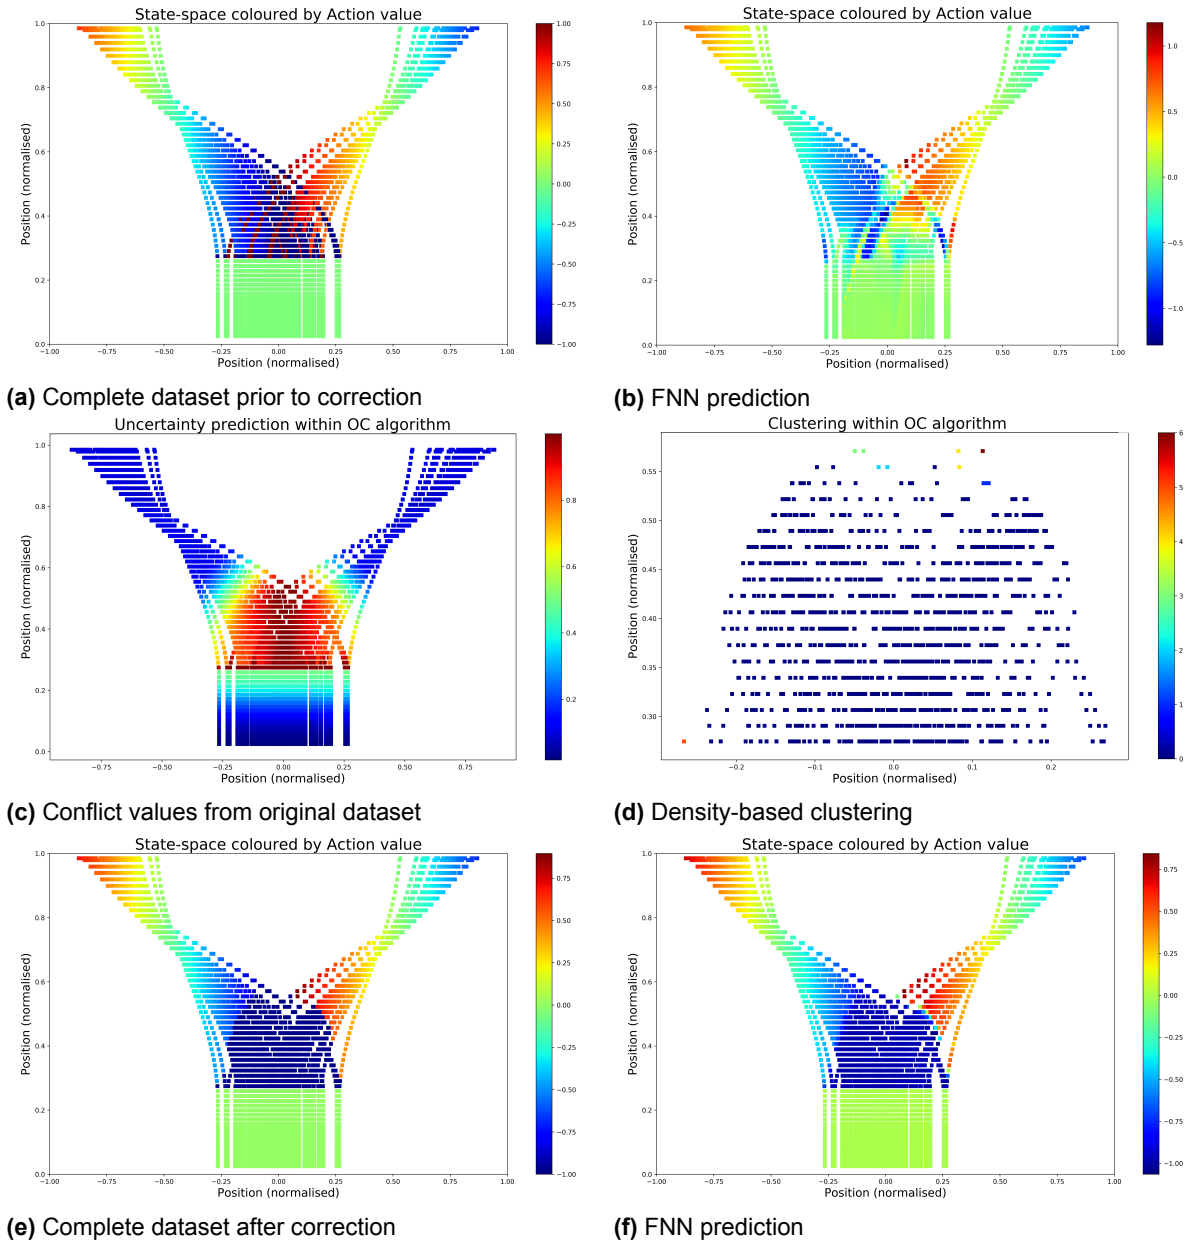 State-space coloured by Action value
State-space coloured by Action value
1.0
0.8
0.6
0.4
0.2
0.0
−1.00 −0.75 −0.50 −0.25 0.00 0.25 0.50 0.75 1.00
Position (normalised)
Position (normalised)
1.00
0.75
0.50
0.25
0.00
−0.25
−0.50
−0.75
−1.00
1.0
0.8
0.6
0.4
0.2
0.0
−1.00 −0.75 −0.50 −0.25 0.00 0.25 0.50 0.75 1.00
Position (normalised)
Position (normalised)
1.0
0.5
0.0
−0.5
−1.0
(a) Complete dataset prior to correction
(b) FNN prediction
Uncertainty prediction within OC algorithm
Clustering within OC algorithm
1.0
0.8
0.6
0.4
0.2
0.0
−0.75 −0.50 −0.25 0.00 0.25 0.50 0.75
Position (normalised)
Position (normalised)
0.8
0.6
0.4
0.2
0.55
0.50
0.45
0.40
0.35
0.30
−0.2 −0.1 0.0 0.1 0.2
Position (normalised)
Position (normalised)
6
5
4
3
2
1
0
(c) Conflict values from original dataset
(d) Density-based clustering
State-space coloured by Action value
State-space coloured by Action value
1.0
0.8
0.6
0.4
0.2
0.0
−1.00 −0.75 −0.50 −0.25 0.00 0.25 0.50 0.75 1.00
Position (normalised)
Position (normalised)
0.75
0.50
0.25
0.00
−0.25
−0.50
−0.75
−1.00
1.0
0.8
0.6
0.4
0.2
0.0
−1.00 −0.75 −0.50 −0.25 0.00 0.25 0.50 0.75 1.00
Position (normalised)
Position (normalised)
0.75
0.50
0.25
0.00
−0.25
−0.50
−0.75
−1.00
(e) Complete dataset after correction
(f) FNN prediction